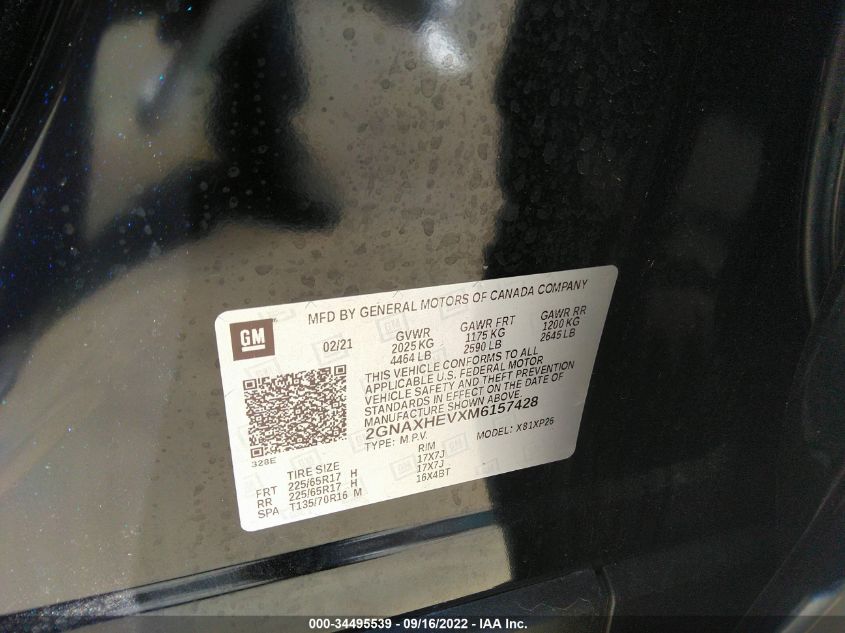 MFD BY GENERAL MOTORS OF CANADA COMPANY
GM
02/21 GVWR GAWR FRT GAWR RR
2025 KG 1175 KG 1200 KG
4464 LB 2590 LB 2645 LB
THIS VEHICLE CONFORMS TO ALL
APPLICABLE U.S. FEDERAL MOTOR
VEHICLE SAFETY AND THEFT PREVENTION
STANDARDS IN EFFECT ON THE DATE OF
MANUFACTURE SHOWN ABOVE.
2GNAXHEVXM6157428
TYPE: M.P.V. MODEL: X81XP26
328E
TIRE SIZE RIM
FRT 225/65R17 H 17X7J
RR 225/65R17 H 17X7J
SPA T135/70R16 M 16X4BT
000-34495539 - 09/16/2022 - IAA Inc.